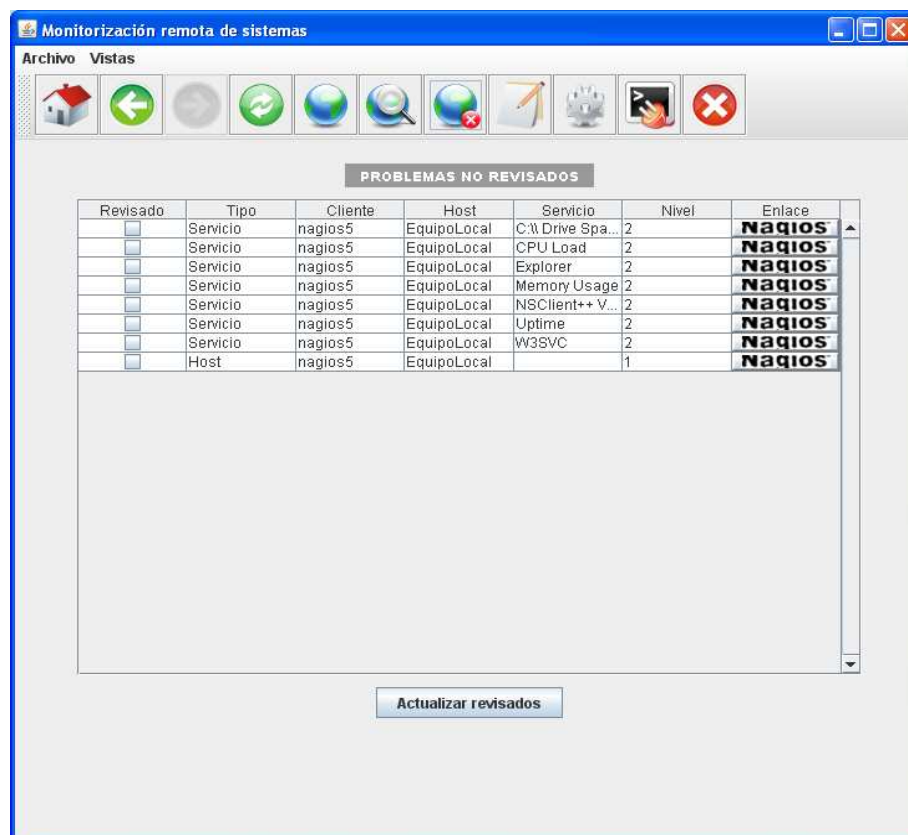 Monitorización remota de sistemas
Archivo Vistas
PROBLEMAS NO REVISADOS
Revisado Tipo Cliente Host Servicio Nivel Enlace
Servicio nagios5 EquipoLocal C:\\ Drive Spa... 2 Nagios
Servicio nagios5 EquipoLocal CPU Load 2 Nagios
Servicio nagios5 EquipoLocal Explorer 2 Nagios
Servicio nagios5 EquipoLocal Memory Usage 2 Nagios
Servicio nagios5 EquipoLocal NSClient++ V... 2 Nagios
Servicio nagios5 EquipoLocal Uptime 2 Nagios
Servicio nagios5 EquipoLocal W3SVC 2 Nagios
Host nagios5 EquipoLocal 1 Nagios
Actualizar revisados